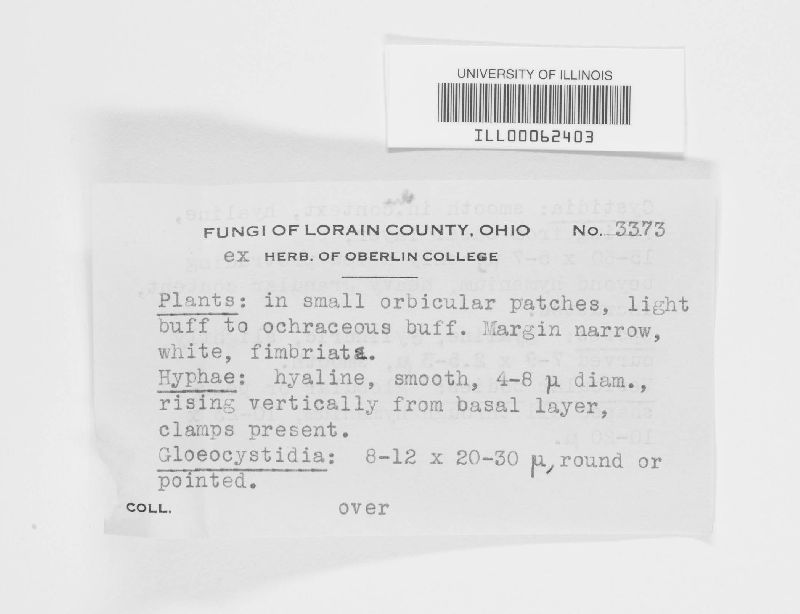 UNIVERSITY OF ILLINOIS
ILL00062403
FUNGI OF LORAIN COUNTY, OHIO No. 3373
ex HERB. OF OBERLIN COLLEGE
Plants: in small orbicular patches, light
buff to ochraceous buff. Margin narrow,
white, fimbriate.
Hyphae: hyaline, smooth, 4-8 µ diam.,
rising vertically from basal layer,
clamps present.
Gloeocystidia: 8-12 x 20-30 µ, round or
pointed.
COLL. over